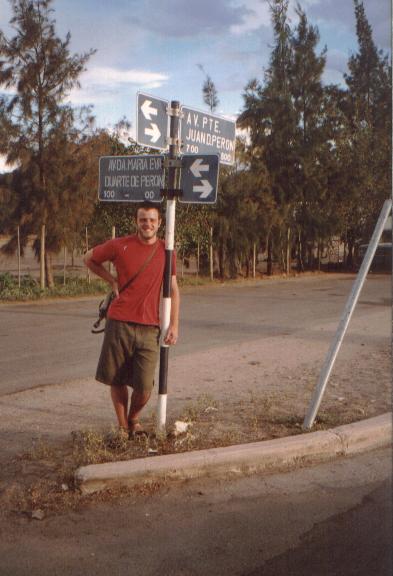 AV. PTE.
JUAN D. PERON
700
AVDA. MARIA EVA
DUARTE DE PERON
100 - 00